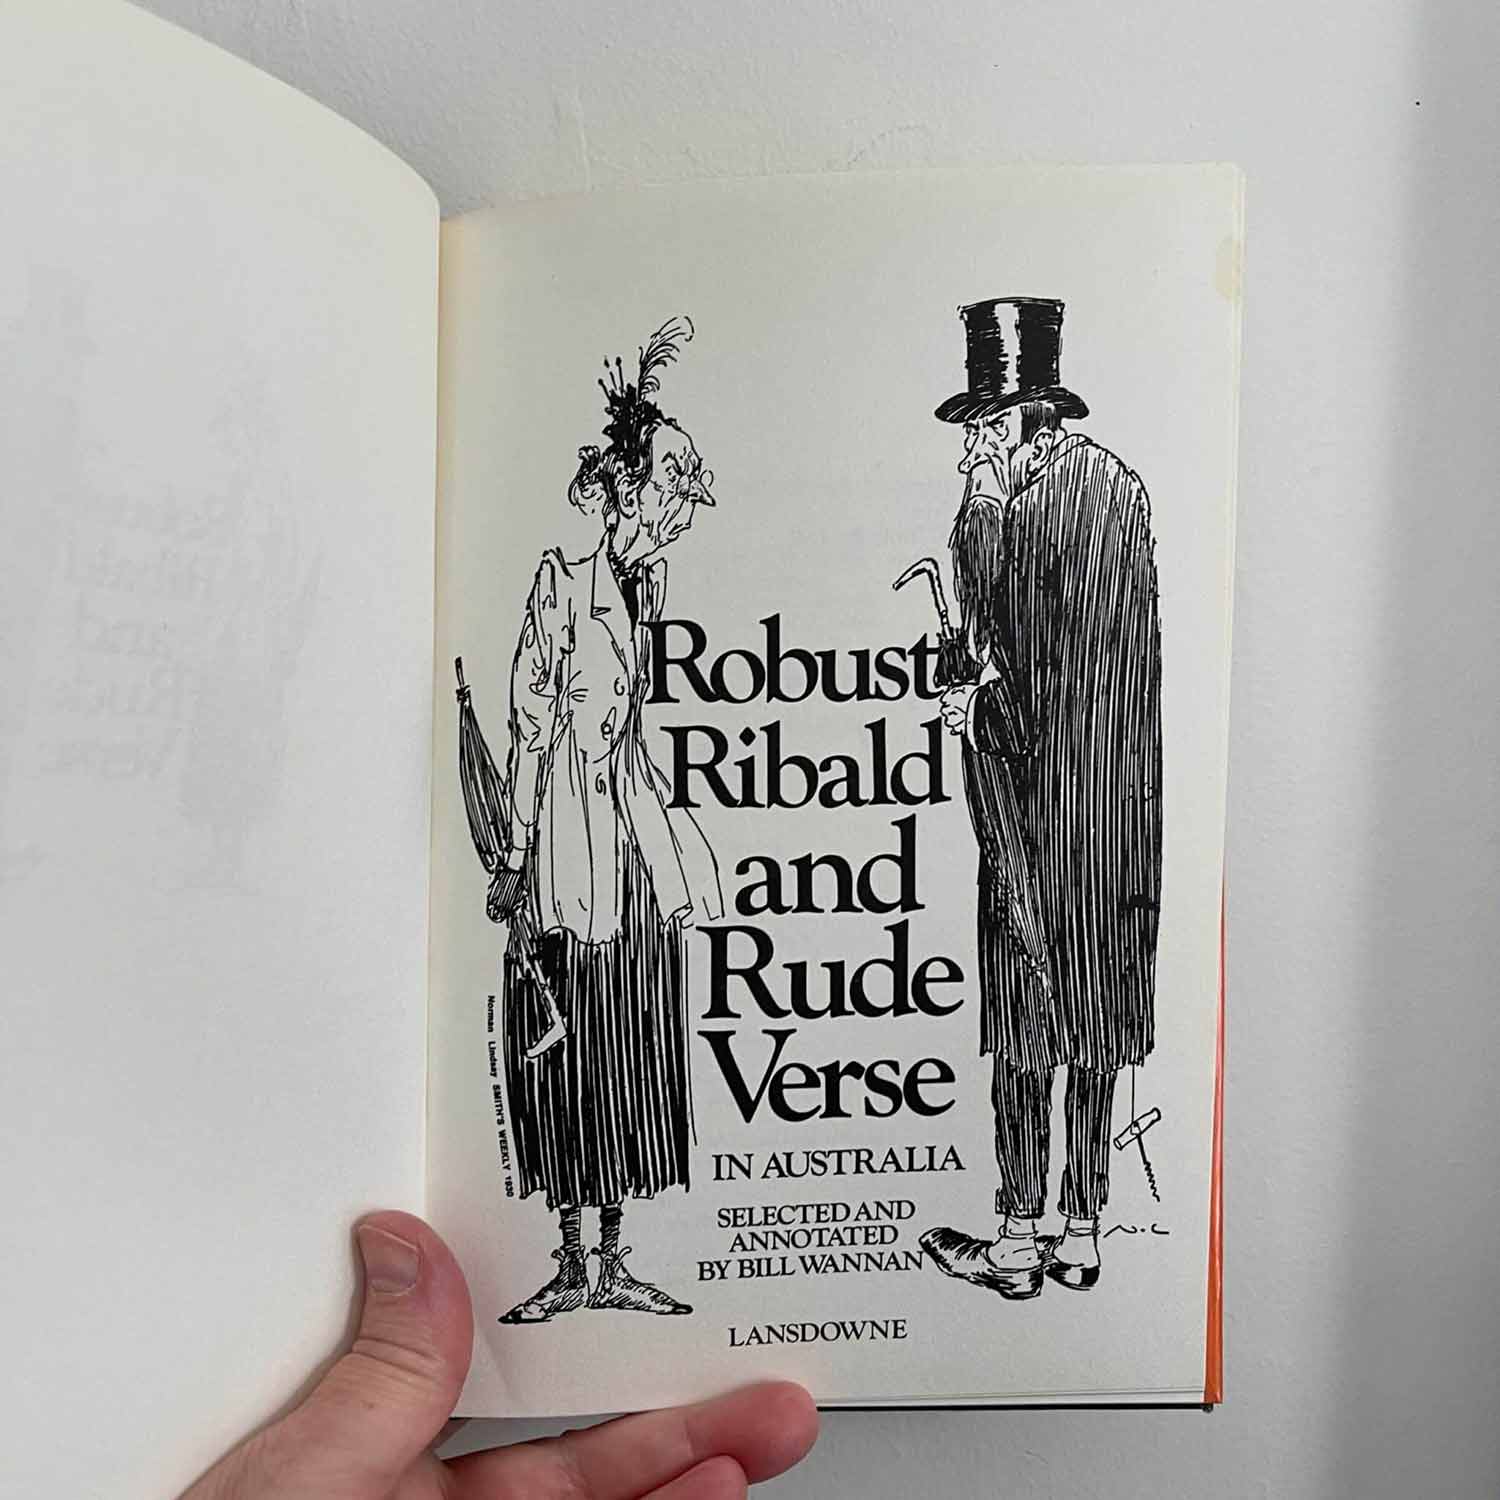 Robust
Ribald
and
Rude
Verse
IN AUSTRALIA
SELECTED AND
ANNOTATED
BY BILL WANNAN
LANSDOWNE
Norman Lindsay SMITH'S WEEKLY 1930